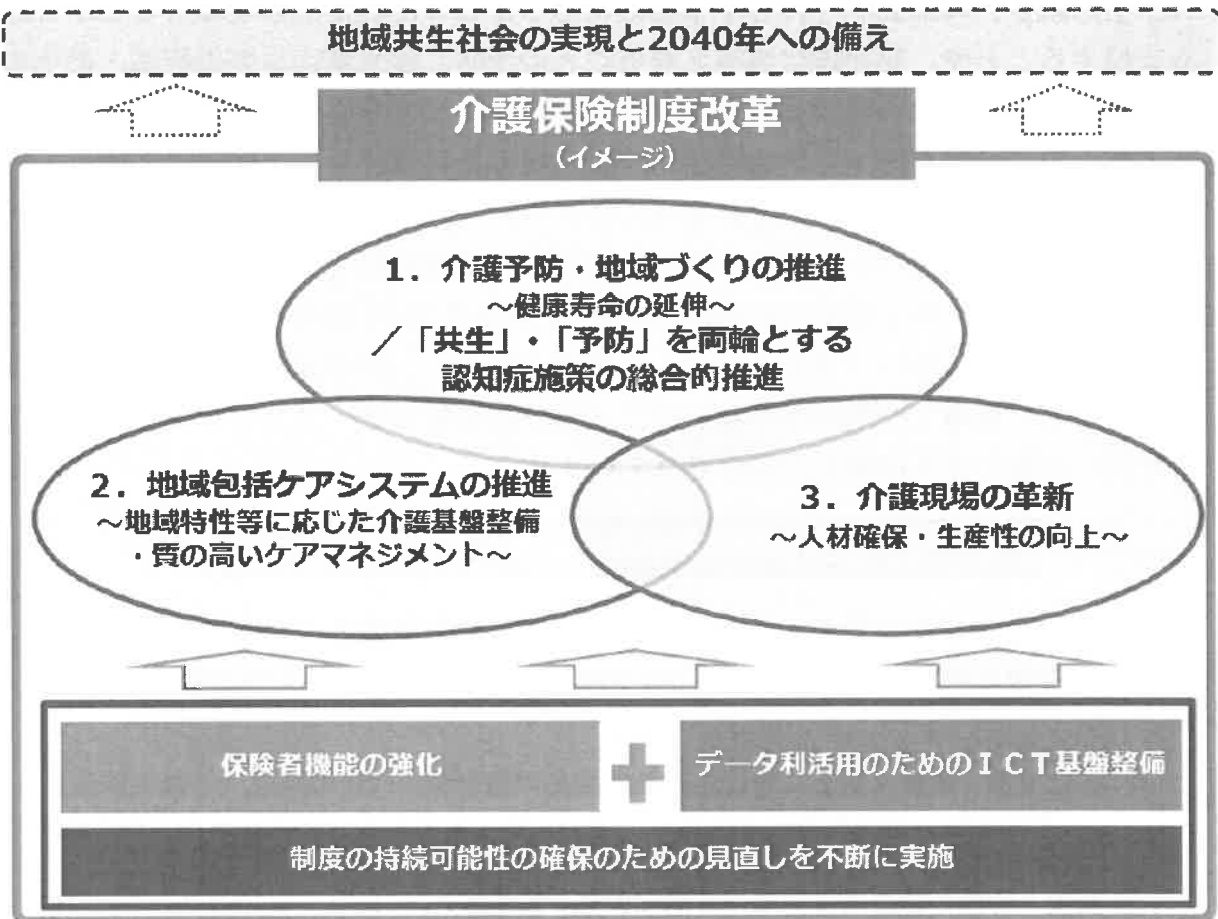 地域共生社会の実現と2040年への備え
介護保険制度改革
(イメージ)
1．介護予防・地域づくりの推進
～健康寿命の延伸～
／「共生」・「予防」を両輪とする
認知症施策の総合的推進
2．地域包括ケアシステムの推進
～地域特性等に応じた介護基盤整備
・質の高いケアマネジメント～
3．介護現場の革新
～人材確保・生産性の向上～
保険者機能の強化
データ利活用のためのＩＣＴ基盤整備
制度の持続可能性の確保のための見直しを不断に実施